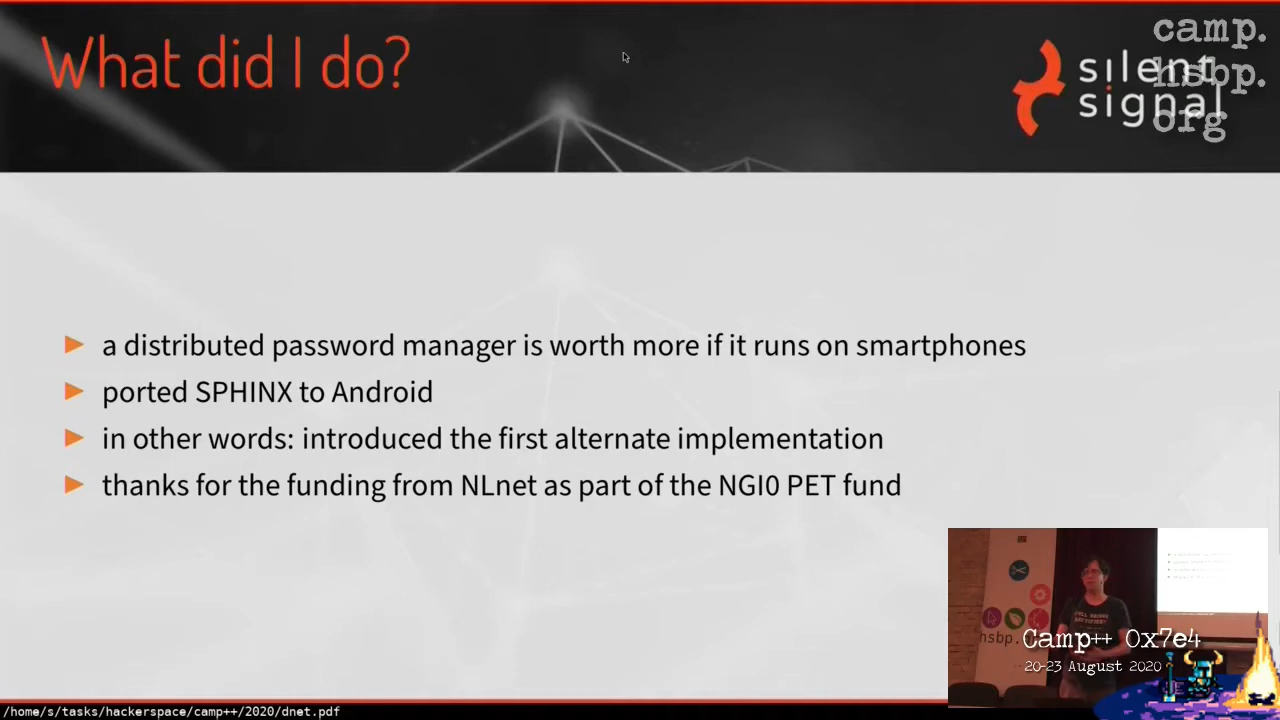 What did I do?
silent
signal
camp.
hsbp.
org
a distributed password manager is worth more if it runs on smartphones
ported SPHINX to Android
in other words: introduced the first alternate implementation
thanks for the funding from NLnet as part of the NGI0 PET fund
hsbp.
Camp++ 0x7e4
20-23 August 2020
/home/s/tasks/hackerspace/camp++/2020/dnet.pdf